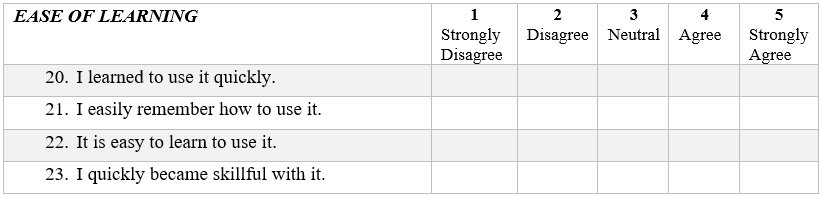 EASE OF LEARNING
1 2 3 4 5
Strongly Disagree Neutral Agree Strongly
Disagree Agree
20. I learned to use it quickly.
21. I easily remember how to use it.
22. It is easy to learn to use it.
23. I quickly became skillful with it.